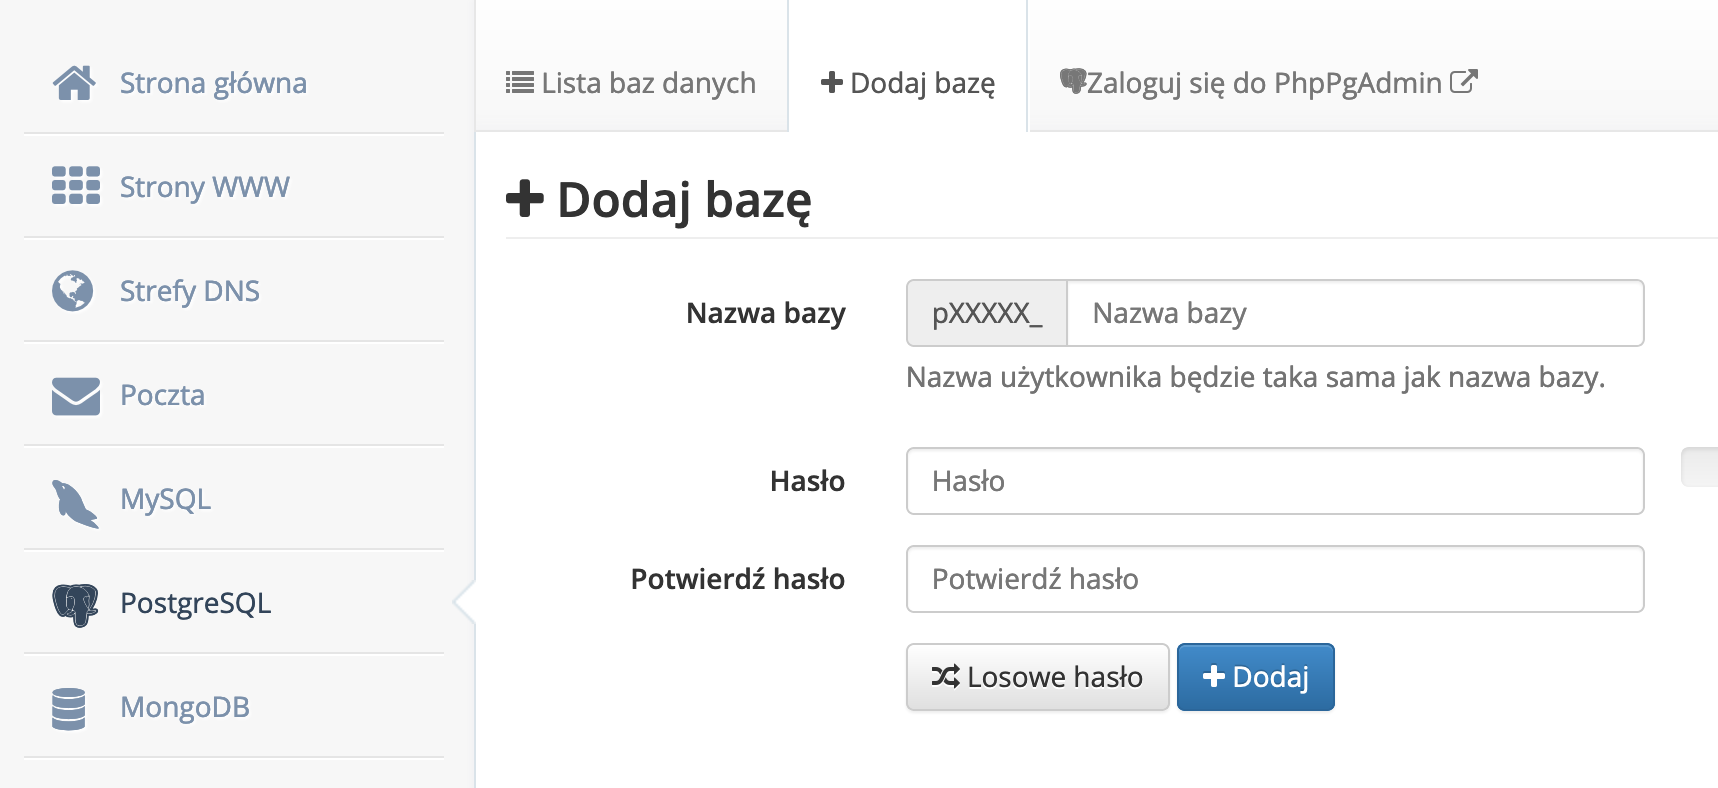 Strona główna
Strony WWW
Strefy DNS
Poczta
MySQL
PostgreSQL
MongoDB
Lista baz danych
Dodaj bazę
Zaloguj się do PhpPgAdmin
Dodaj bazę
Nazwa bazy
pXXXXX_
Nazwa bazy
Nazwa użytkownika będzie taka sama jak nazwa bazy.
Hasło
Hasło
Potwierdź hasło
Potwierdź hasło
Losowe hasło
Dodaj